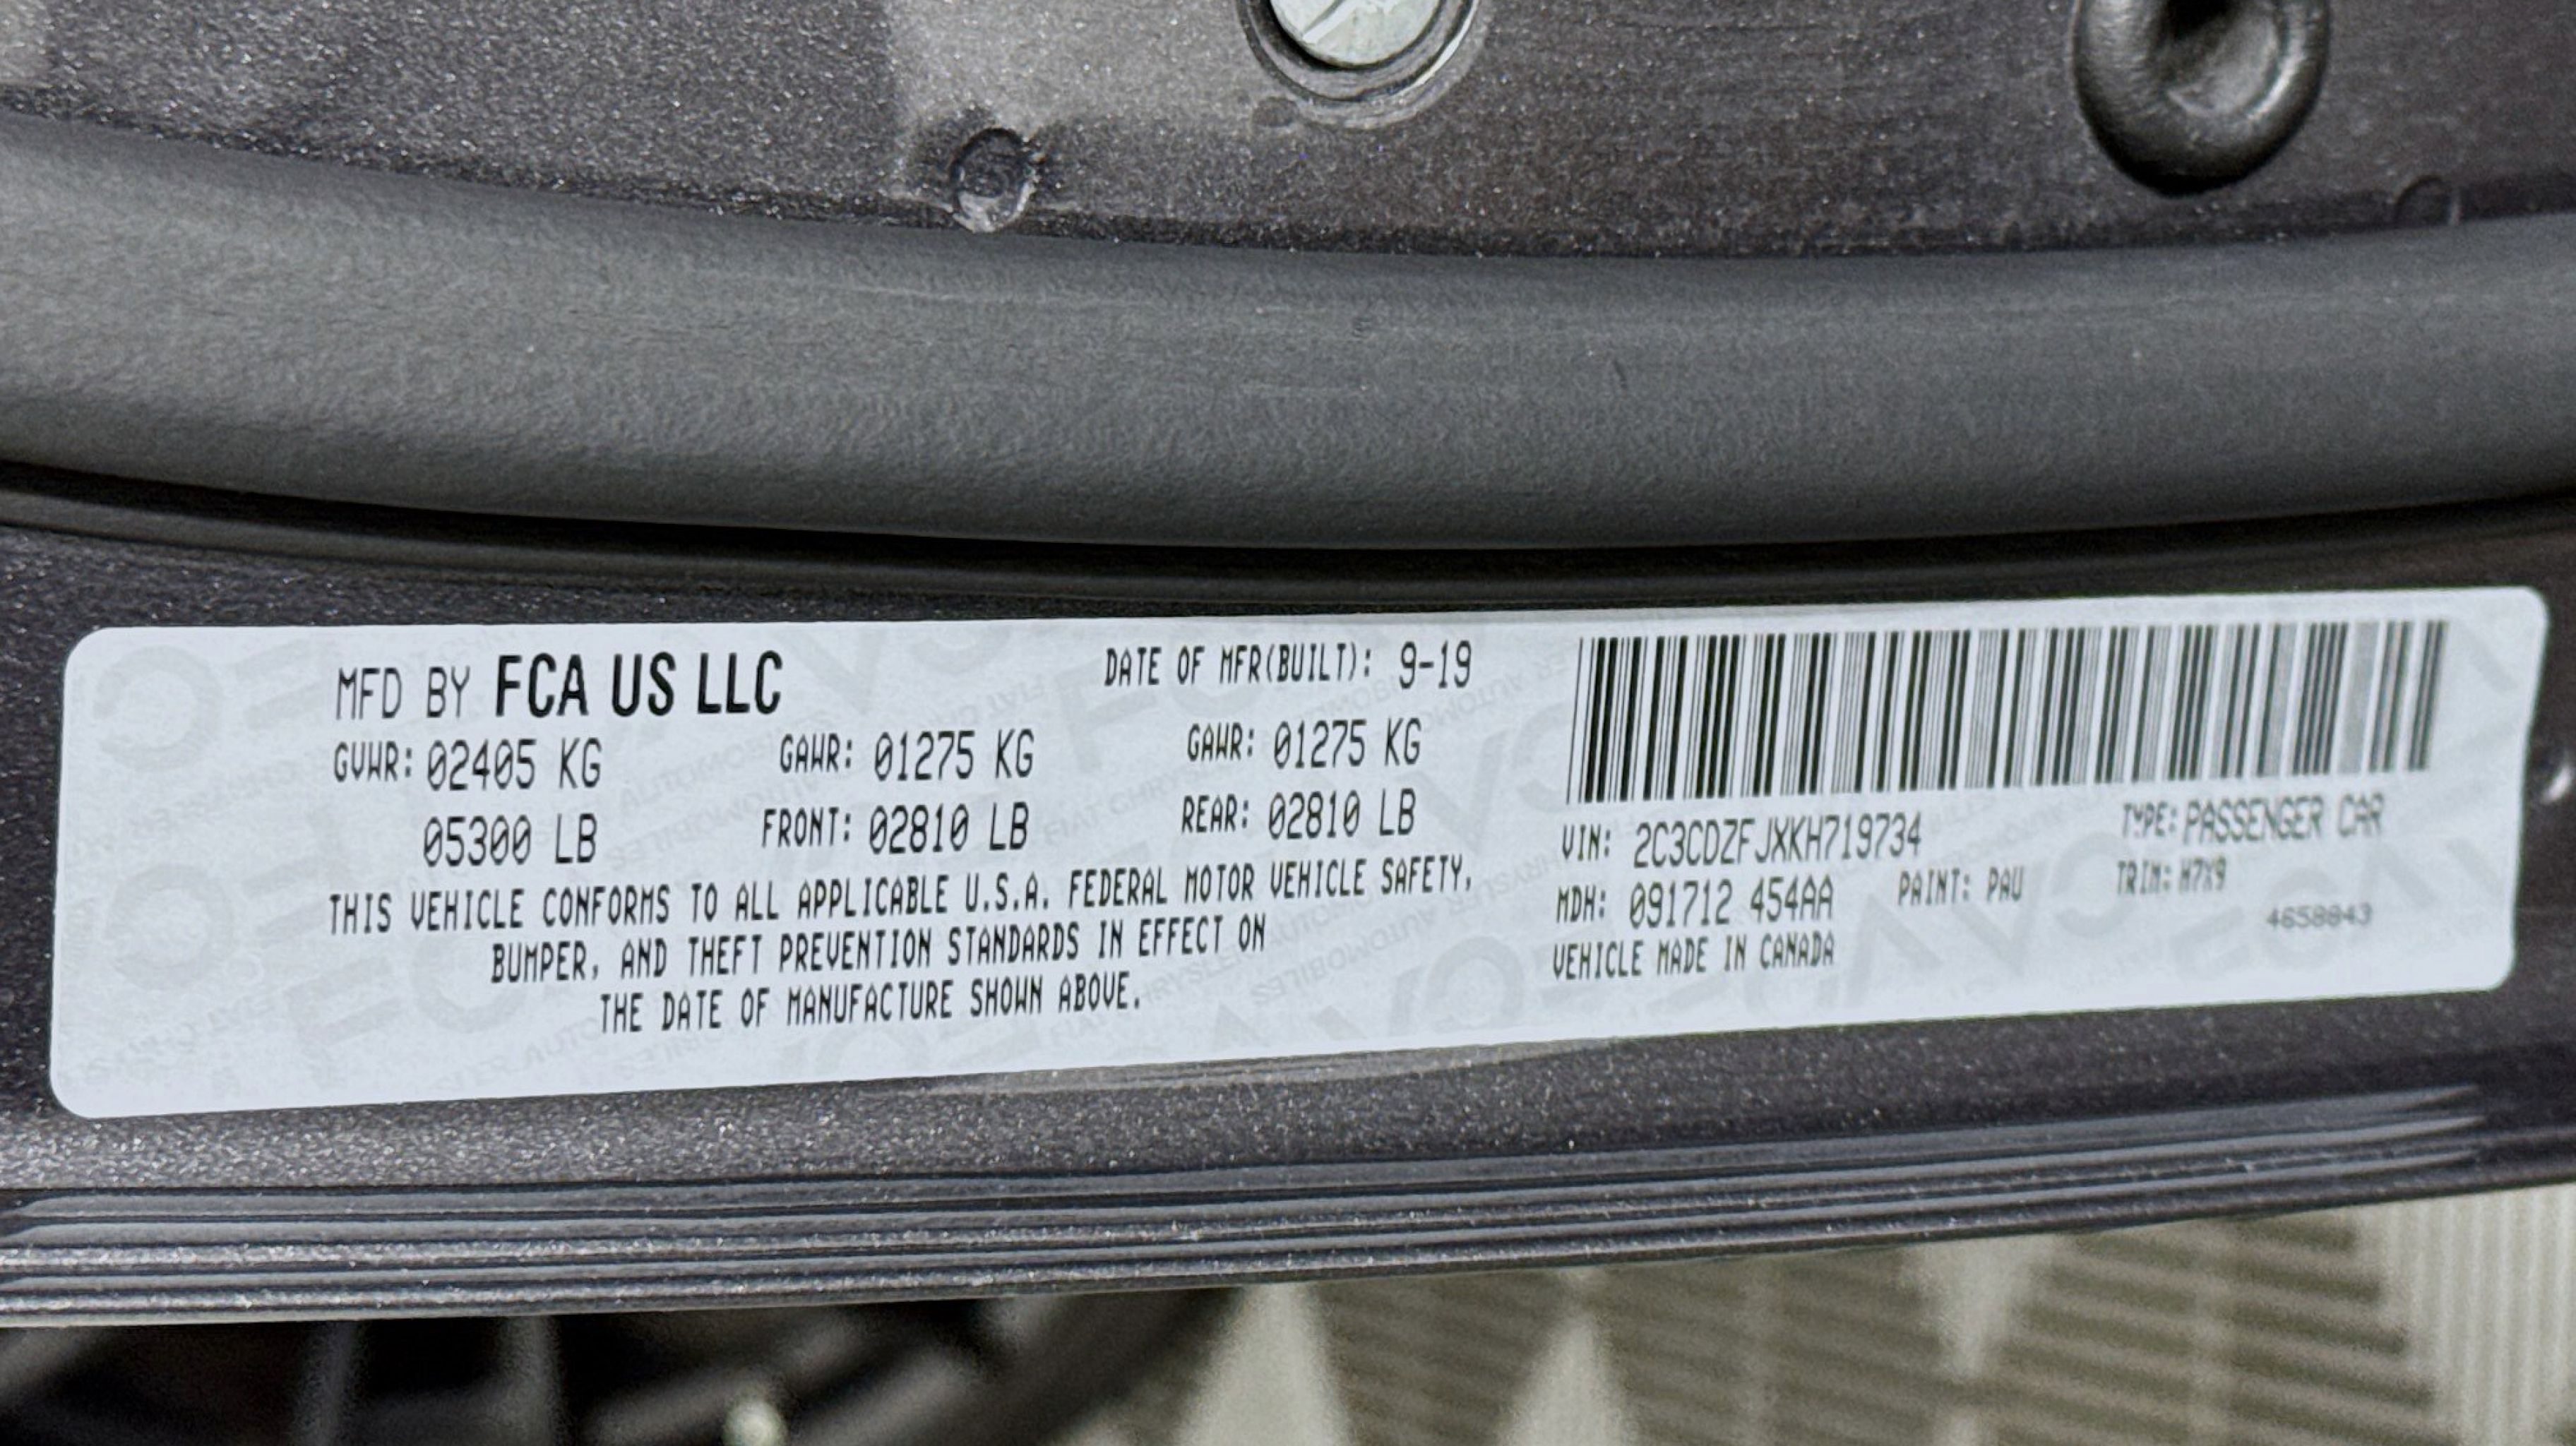 MFD BY FCA US LLC DATE OF MFR(BUILT): 9-19
GVWR: 02405 KG GAWR: 01275 KG GAWR: 01275 KG
05300 LB FRONT: 02810 LB REAR: 02810 LB
THIS VEHICLE CONFORMS TO ALL APPLICABLE U.S.A. FEDERAL MOTOR VEHICLE SAFETY,
BUMPER, AND THEFT PREVENTION STANDARDS IN EFFECT ON
THE DATE OF MANUFACTURE SHOWN ABOVE.
VIN: 2C3CDZFJXKH719734 TYPE: PASSENGER CAR
MDH: 091712 454AA PAINT: PAU TRIM: H7X9
VEHICLE MADE IN CANADA 4658843